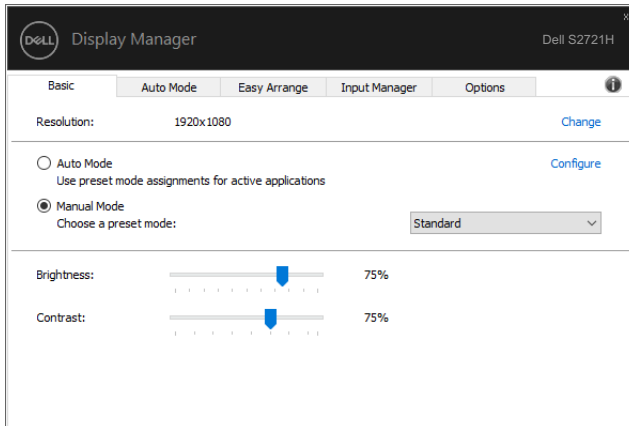 DELL Display Manager Dell S2721H
Basic Auto Mode Easy Arrange Input Manager Options
Resolution: 1920x1080 Change
Auto Mode Configure
Use preset mode assignments for active applications
Manual Mode
Choose a preset mode: Standard
Brightness: 75%
Contrast: 75%